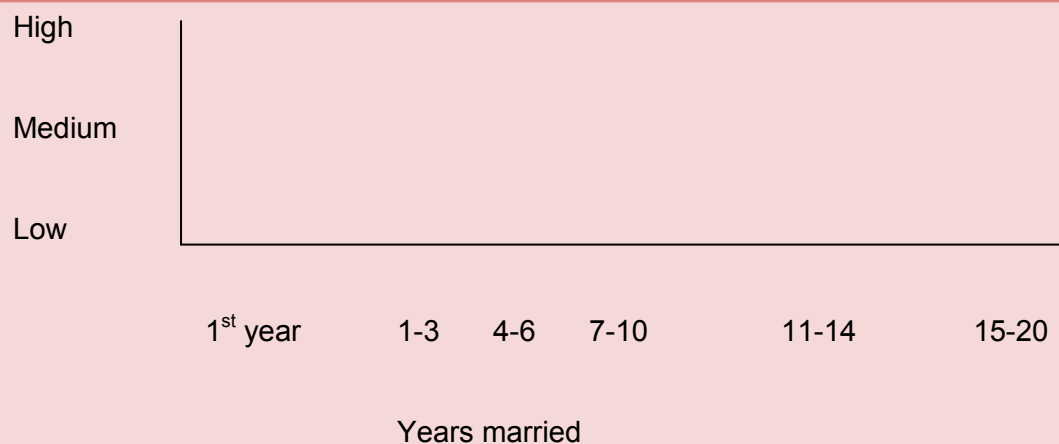 High
Medium
Low
1st year 1-3 4-6 7-10 11-14 15-20
Years married